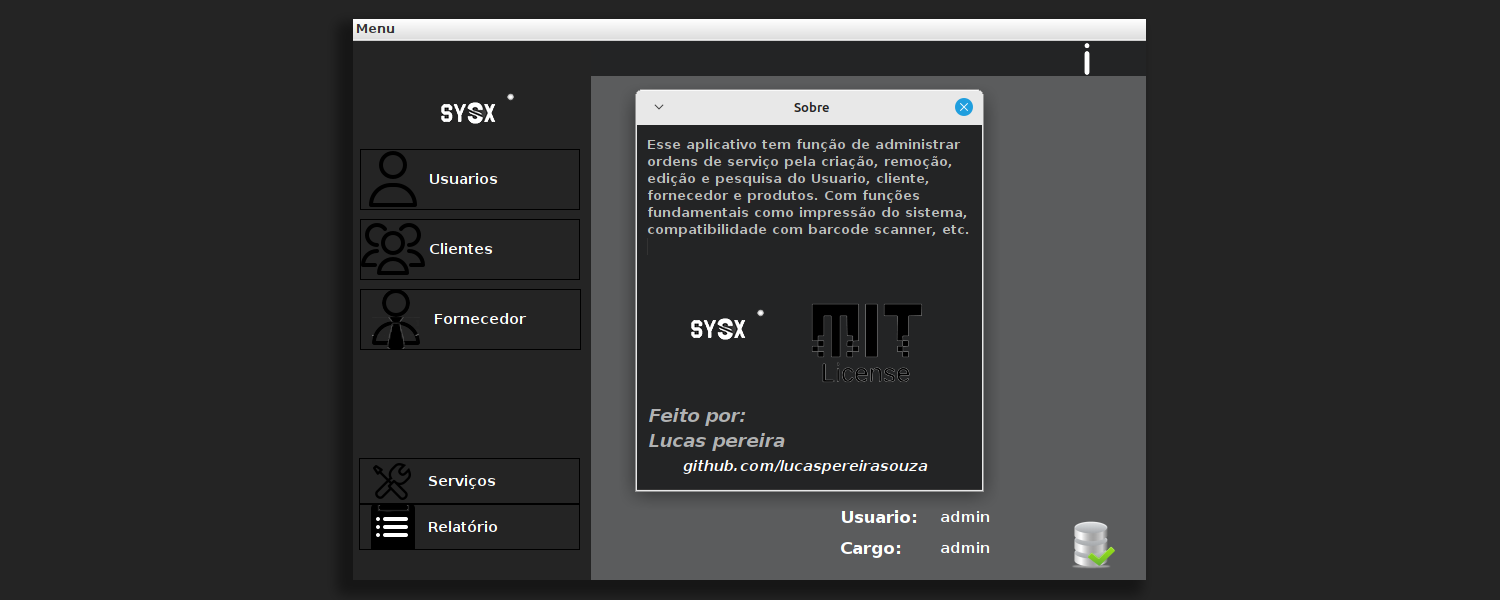 Menu
i
SYSX
Usuarios
Clientes
Fornecedor
Serviços
Relatório
Sobre
Esse aplicativo tem função de administrar
ordens de serviço pela criação, remoção,
edição e pesquisa do Usuario, cliente,
fornecedor e produtos. Com funções
fundamentais como impressão do sistema,
compatibilidade com barcode scanner, etc.
SYSX
MIT
License
Feito por:
Lucas pereira
github.com/lucaspereirasouza
Usuario: admin
Cargo: admin